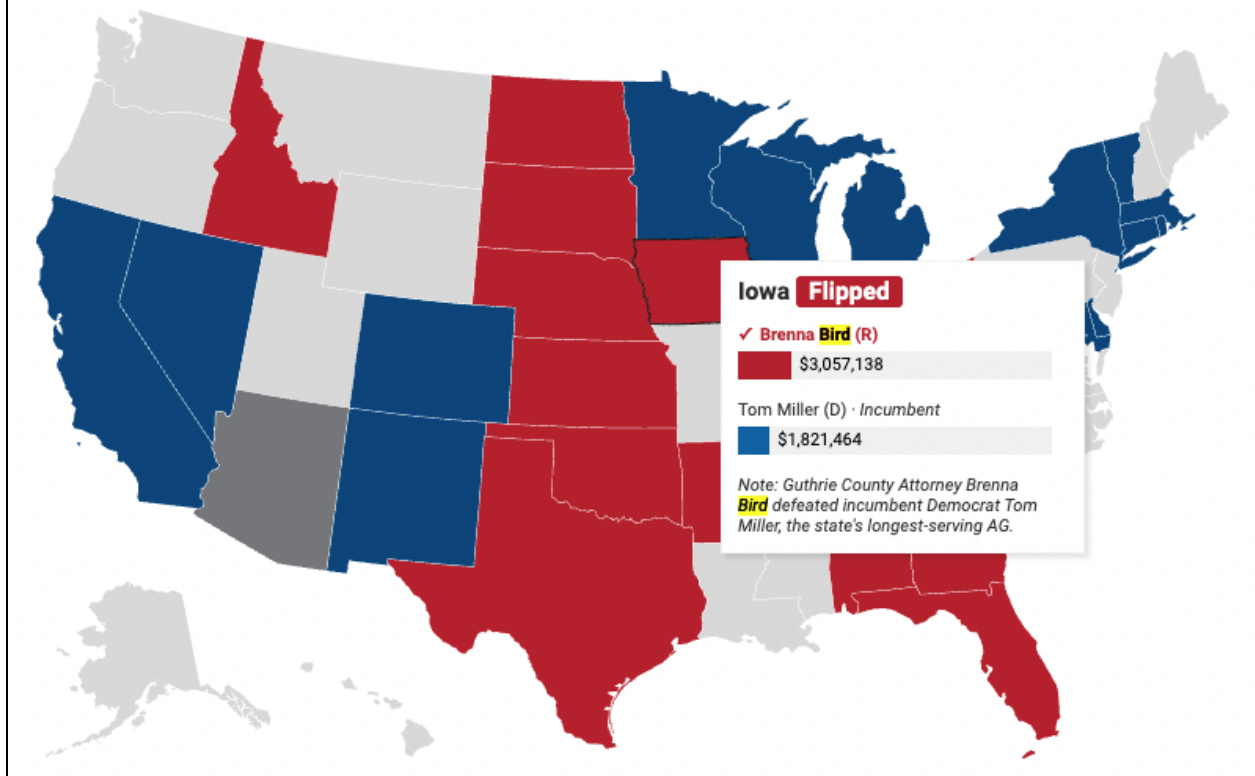 Iowa Flipped
✓ Brenna Bird (R)
$3,057,138
Tom Miller (D) · Incumbent
$1,821,464
Note: Guthrie County Attorney Brenna
Bird defeated incumbent Democrat Tom
Miller, the state's longest-serving AG.